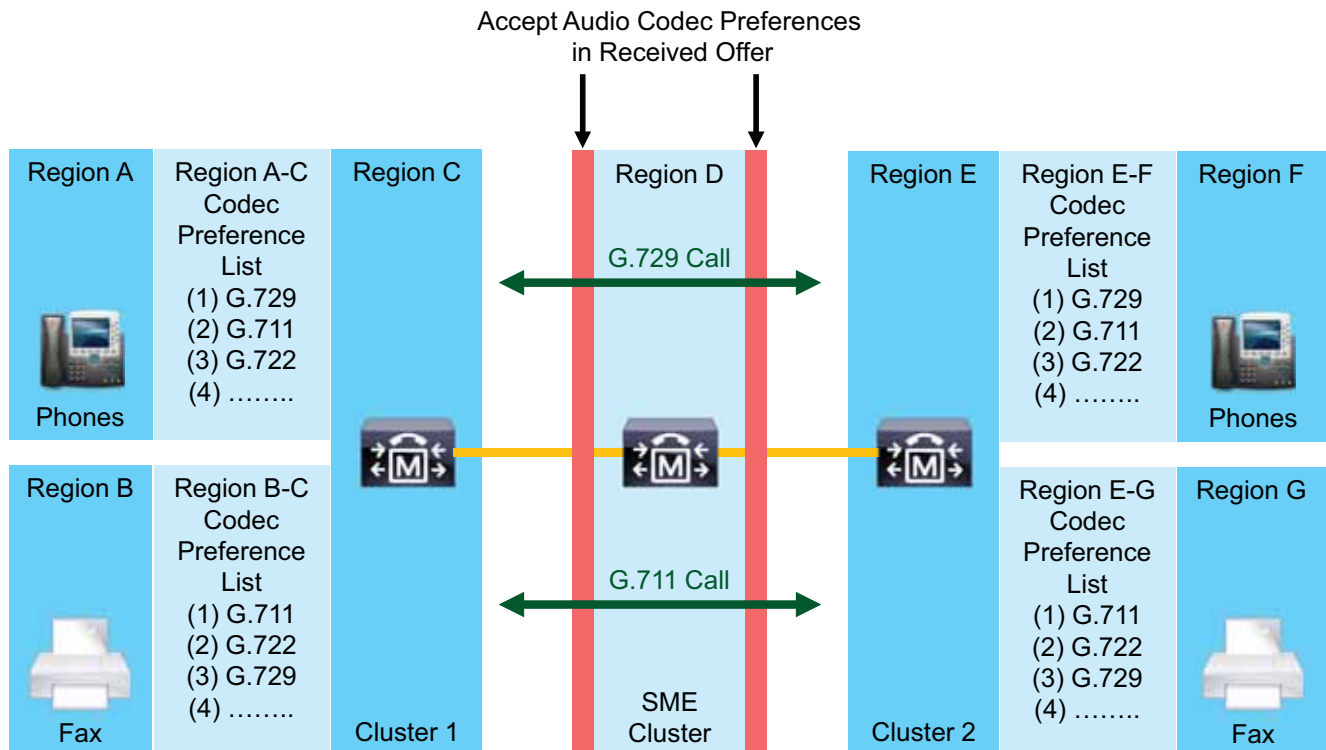 Accept Audio Codec Preferences
in Received Offer
Region A
Region A-C
Codec
Preference
List
(1) G.729
(2) G.711
(3) G.722
(4) ........
Phones
Region B
Region B-C
Codec
Preference
List
(1) G.711
(2) G.722
(3) G.729
(4) ........
Fax
Region C
M
Cluster 1
Region D
G.729 Call
M
G.711 Call
SME
Cluster
Region E
M
Cluster 2
Region E-F
Codec
Preference
List
(1) G.729
(2) G.711
(3) G.722
(4) ........
Region F
Phones
Region E-G
Codec
Preference
List
(1) G.711
(2) G.722
(3) G.729
(4) ........
Region G
Fax